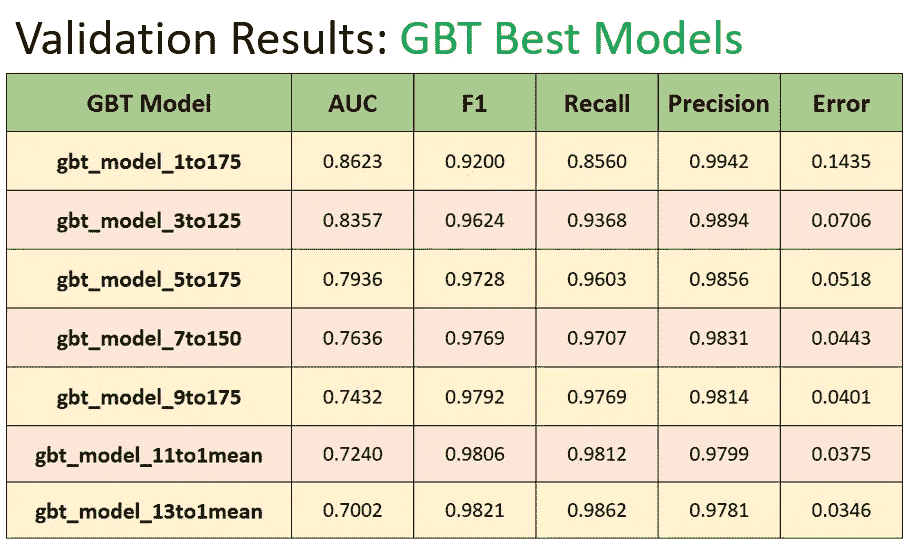 Validation Results: GBT Best Models
GBT Model AUC F1 Recall Precision Error
gbt_model_1to175 0.8623 0.9200 0.8560 0.9942 0.1435
gbt_model_3to125 0.8357 0.9624 0.9368 0.9894 0.0706
gbt_model_5to175 0.7936 0.9728 0.9603 0.9856 0.0518
gbt_model_7to150 0.7636 0.9769 0.9707 0.9831 0.0443
gbt_model_9to175 0.7432 0.9792 0.9769 0.9814 0.0401
gbt_model_11to1mean 0.7240 0.9806 0.9812 0.9799 0.0375
gbt_model_13to1mean 0.7002 0.9821 0.9862 0.9781 0.0346